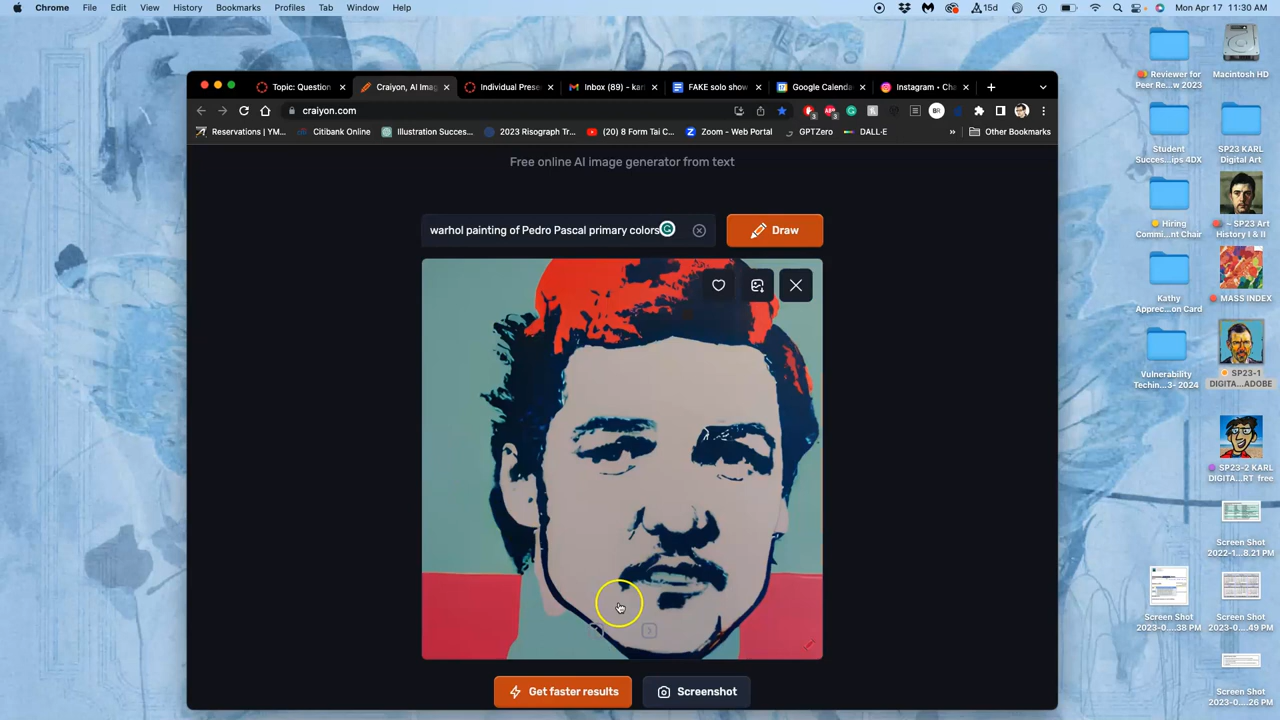 Chrome File Edit View History Bookmarks Profiles Tab Window Help 15d Mon Apr 17 11:30 AM
Topic: Question Craiyon, AI Imag Individual Prese Inbox (89) - kar FAKE solo show Google Calenda Instagram • Cha
craiyon.com
Reservations | YM... Citibank Online Illustration Succes... 2023 Risograph Tr... (20) 8 Form Tai C... Zoom - Web Portal GPTZero DALL·E » Other Bookmarks
Free online AI image generator from text
warhol painting of Pesro Pascal primary colors
Draw
Get faster results
Screenshot
Macintosh HD
Reviewer for
Peer Re...w 2023
Student
Succes...ips 4DX
SP23 KARL
Digital Art
Hiring
Commi...nt Chair
~ SP23 Art
History I & II
Kathy
Apprec...on Card
MASS INDEX
Vulnerability
Techin...3- 2024
SP23-1
DIGITA...ADOBE
SP23-2 KARL
DIGITA...RT free
Screen Shot
2022-1...8.21 PM
Screen Shot
2023-0....38 PM
Screen Shot
2023-0...49 PM
Screen Shot
2023-0...26 PM